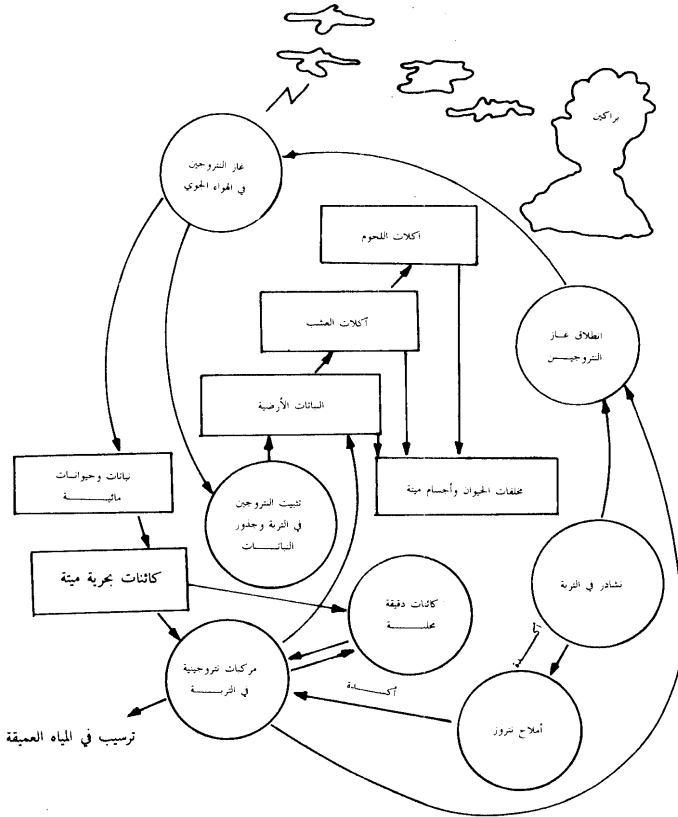 براكين
غاز النتروجين
في الهواء الجوي
آكلات اللحوم
آكلات العشب
انطلاق غاز
النتروجين
النباتات الأرضية
نباتات وحيوانات
مائية
تثبيت النتروجين
في التربة وجذور
النباتات
مخلفات الحيوان وأجسام ميتة
كائنات بحرية ميتة
كائنات دقيقة
محللة
نشادر في التربة
أكسدة
مركبات نتروجينية
في التربة
أكسدة
أملاح نتروز
ترسيب في المياه العميقة